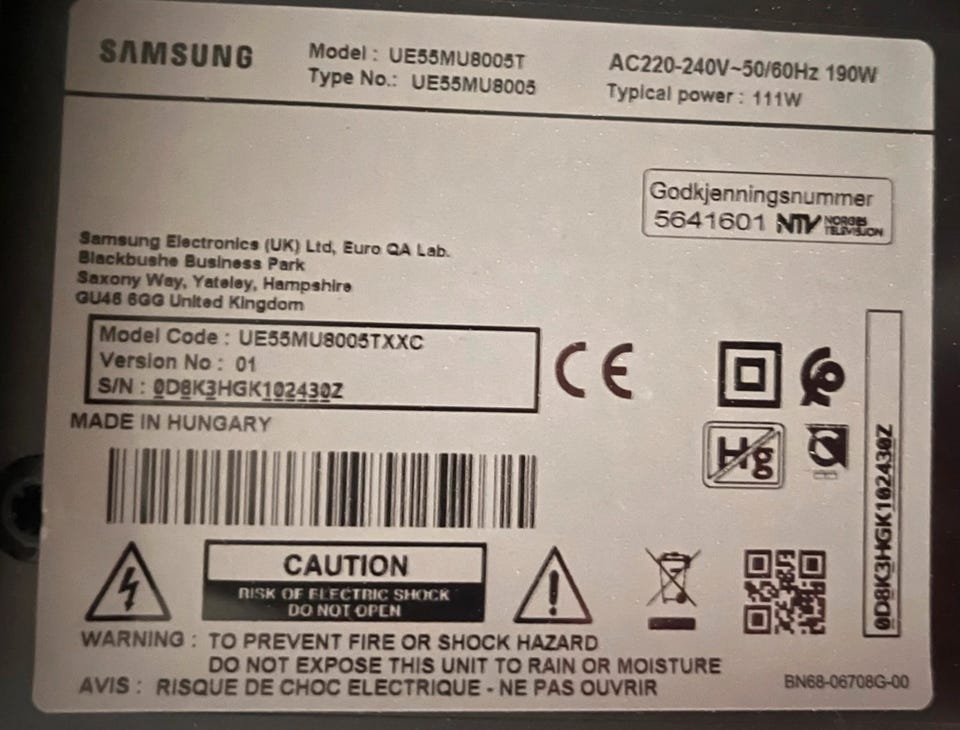 SAMSUNG
Model : UE55MU8005T
Type No.: UE55MU8005
AC220-240V~50/60Hz 190W
Typical power : 111W
Godkjenningsnummer
5641601 NTV NORGES TELEVISJON
Samsung Electronics (UK) Ltd, Euro QA Lab.
Blackbushe Business Park
Saxony Way, Yateley, Hampshire
GU46 6GG United Kingdom
Model Code : UE55MU8005TXXC
Version No : 01
S/N : 0D8K3HGK102430Z
MADE IN HUNGARY
CE
Hg
0D8K3HGK102430Z
CAUTION
RISK OF ELECTRIC SHOCK
DO NOT OPEN
WARNING : TO PREVENT FIRE OR SHOCK HAZARD
DO NOT EXPOSE THIS UNIT TO RAIN OR MOISTURE
AVIS : RISQUE DE CHOC ELECTRIQUE - NE PAS OUVRIR
BN68-06708G-00